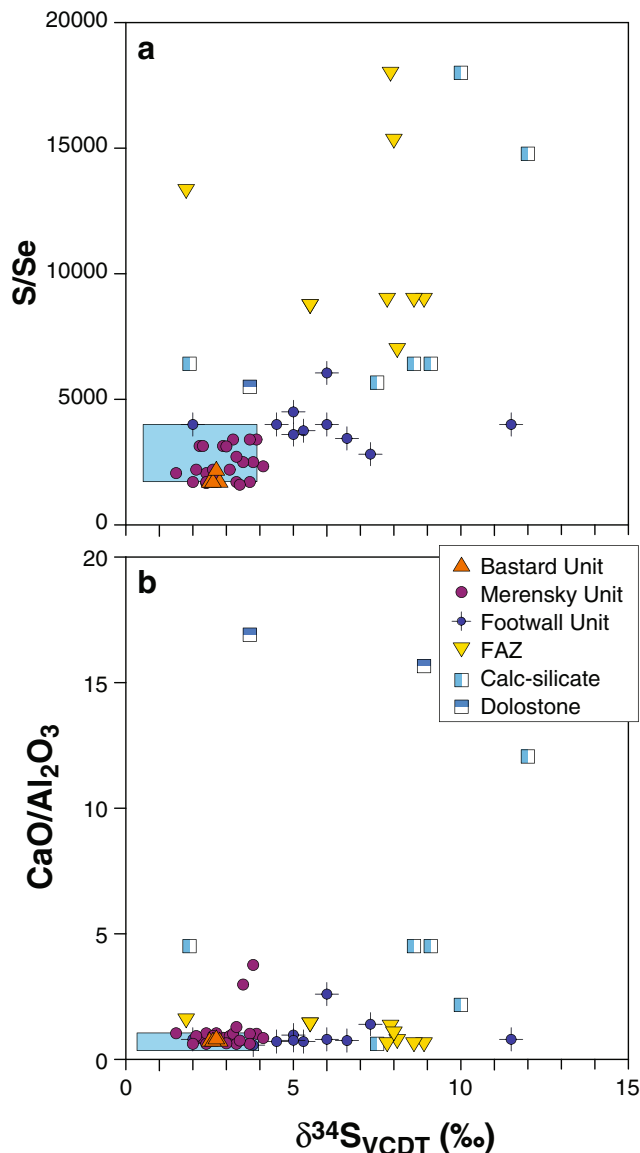 a
20000
15000
10000
5000
0
S/Se
b
20
15
10
5
0
CaO/Al₂O₃
Bastard Unit
Merensky Unit
Footwall Unit
FAZ
Calc-silicate
Dolostone
0 5 10 15
δ³⁴S_VCDT (‰)